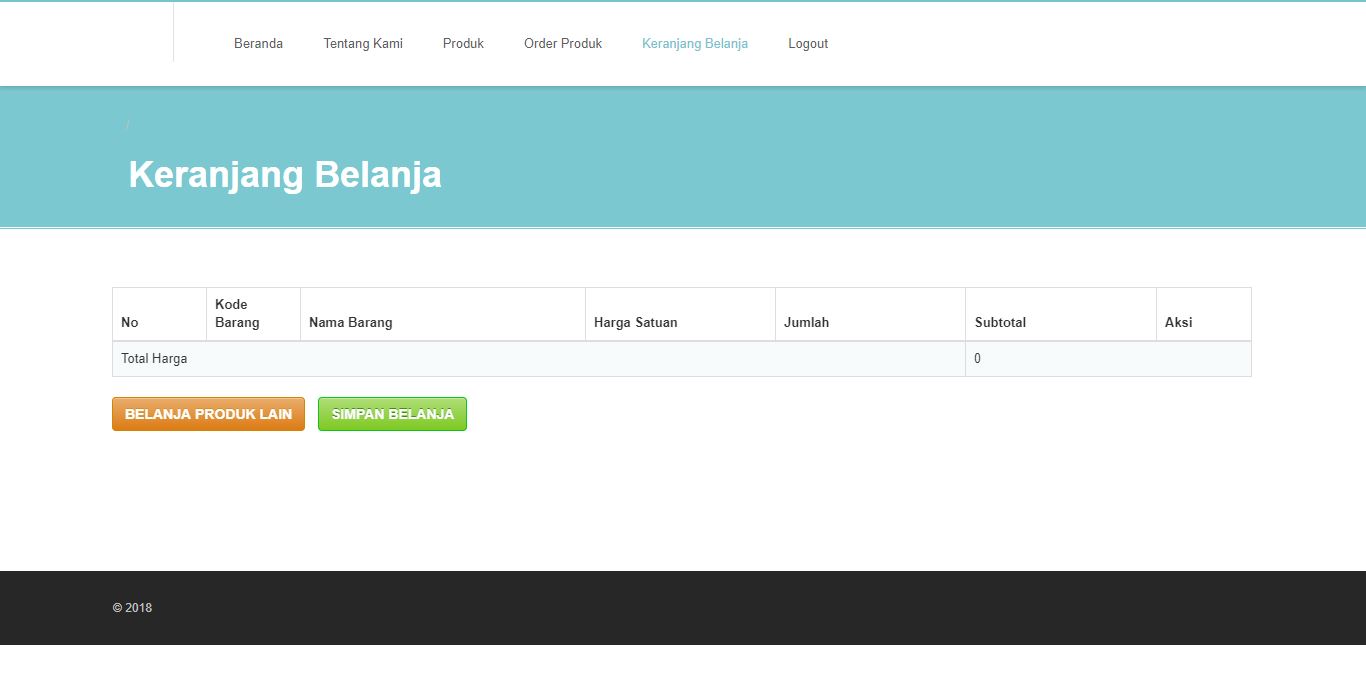 Beranda Tentang Kami Produk Order Produk Keranjang Belanja Logout
/
Keranjang Belanja
No Kode Barang Nama Barang Harga Satuan Jumlah Subtotal Aksi
Total Harga 0
BELANJA PRODUK LAIN SIMPAN BELANJA
© 2018